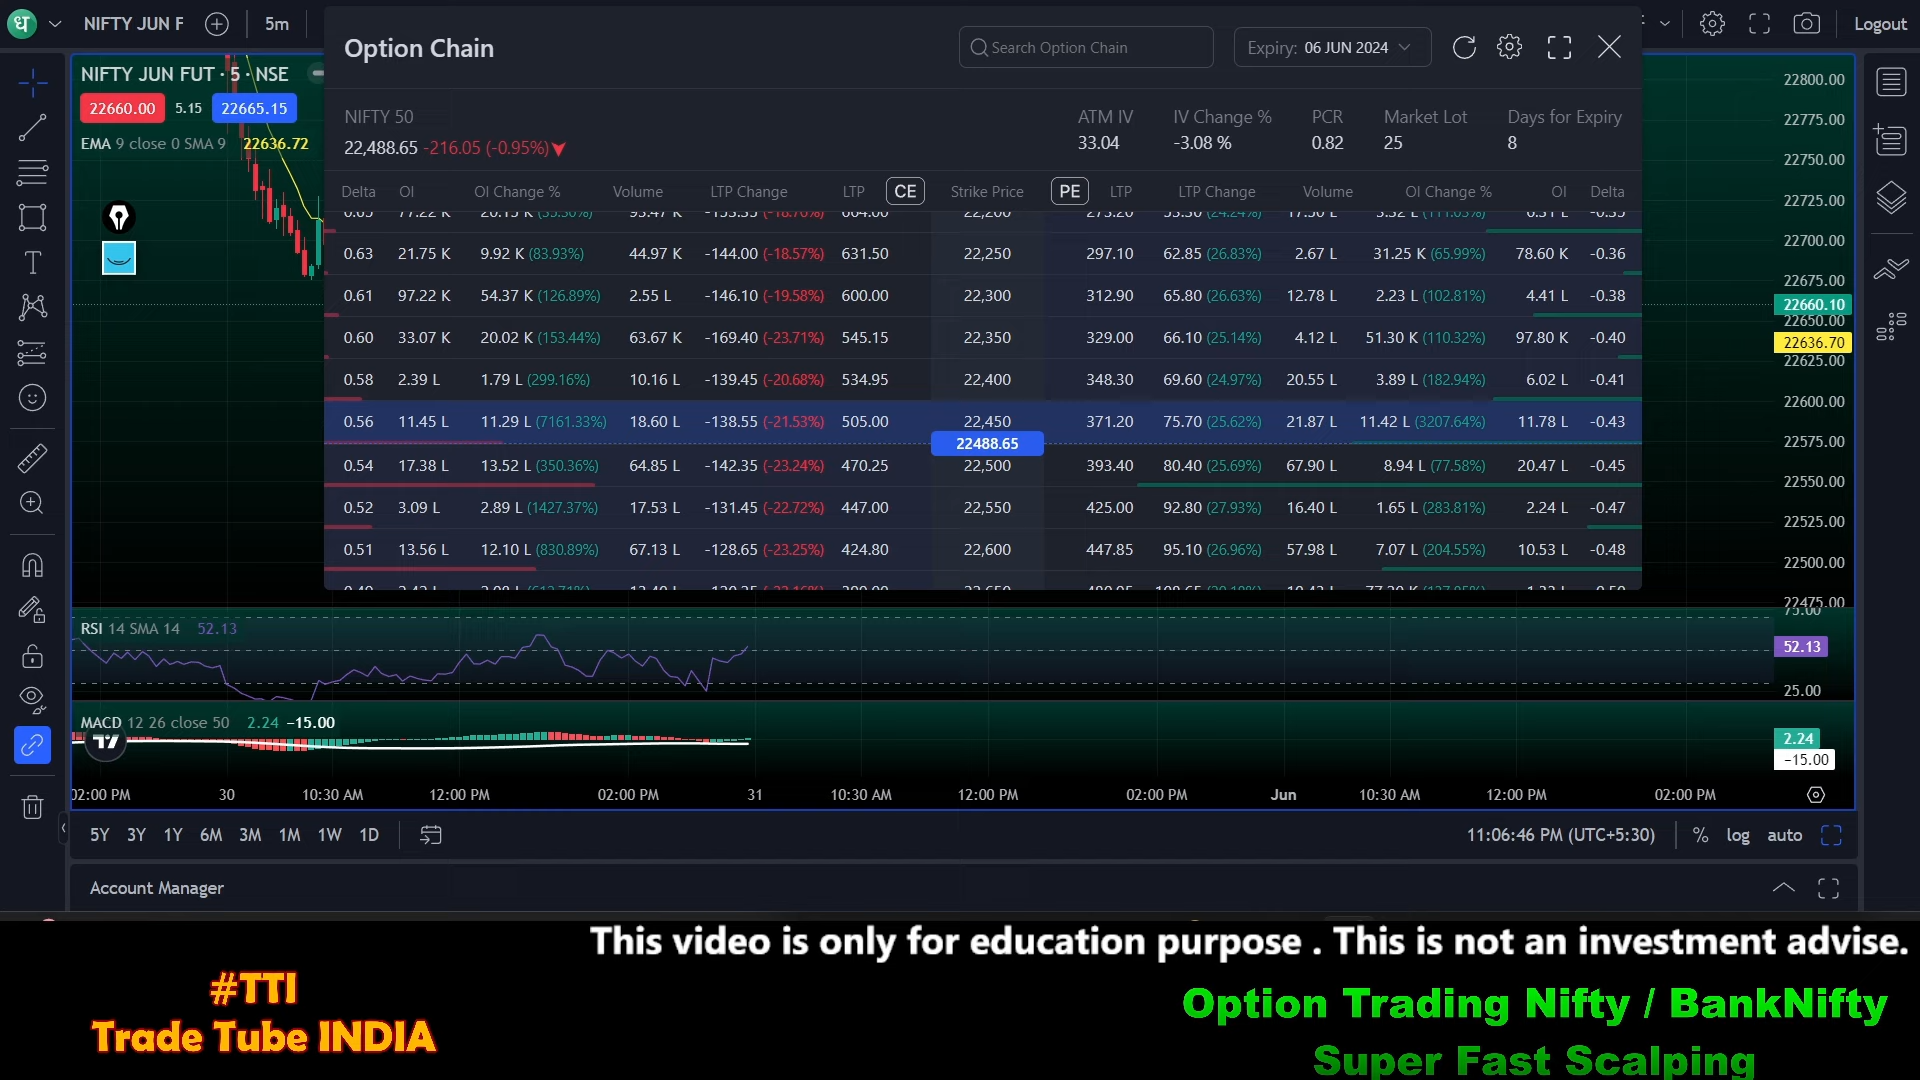 ध NIFTY JUN F 5m Logout
Option Chain Search Option Chain Expiry: 06 JUN 2024
NIFTY JUN FUT · 5 · NSE
22660.00 5.15 22665.15
EMA 9 close 0 SMA 9 22636.72
NIFTY 50 ATM IV IV Change % PCR Market Lot Days for Expiry
22,488.65 -216.05 (-0.95%) 33.04 -3.08 % 0.82 25 8
Delta OI OI Change % Volume LTP Change LTP CE Strike Price PE LTP LTP Change Volume OI Change % OI Delta
0.63 21.75 K 9.92 K (83.93%) 44.97 K -144.00 (-18.57%) 631.50 22,250 297.10 62.85 (26.83%) 2.67 L 31.25 K (65.99%) 78.60 K -0.36
0.61 97.22 K 54.37 K (126.89%) 2.55 L -146.10 (-19.58%) 600.00 22,300 312.90 65.80 (26.63%) 12.78 L 2.23 L (102.81%) 4.41 L -0.38
0.60 33.07 K 20.02 K (153.44%) 63.67 K -169.40 (-23.71%) 545.15 22,350 329.00 66.10 (25.14%) 4.12 L 51.30 K (110.32%) 97.80 K -0.40
0.58 2.39 L 1.79 L (299.16%) 10.16 L -139.45 (-20.68%) 534.95 22,400 348.30 69.60 (24.97%) 20.55 L 3.89 L (182.94%) 6.02 L -0.41
0.56 11.45 L 11.29 L (7161.33%) 18.60 L -138.55 (-21.53%) 505.00 22,450 371.20 75.70 (25.62%) 21.87 L 11.42 L (3207.64%) 11.78 L -0.43
22488.65
0.54 17.38 L 13.52 L (350.36%) 64.85 L -142.35 (-23.24%) 470.25 22,500 393.40 80.40 (25.69%) 67.90 L 8.94 L (77.58%) 20.47 L -0.45
0.52 3.09 L 2.89 L (1427.37%) 17.53 L -131.45 (-22.72%) 447.00 22,550 425.00 92.80 (27.93%) 16.40 L 1.65 L (283.81%) 2.24 L -0.47
0.51 13.56 L 12.10 L (830.89%) 67.13 L -128.65 (-23.25%) 424.80 22,600 447.85 95.10 (26.96%) 57.98 L 7.07 L (204.55%) 10.53 L -0.48
22800.00
22775.00
22750.00
22725.00
22700.00
22675.00
22660.10
22650.00
22636.70
22625.00
22600.00
22575.00
22550.00
22525.00
22500.00
22475.00
75.00
RSI 14 SMA 14 52.13
52.13
25.00
MACD 12 26 close 50 2.24 −15.00
2.24
−15.00
02:00 PM 30 10:30 AM 12:00 PM 02:00 PM 31 10:30 AM 12:00 PM 02:00 PM Jun 10:30 AM 12:00 PM 02:00 PM
5Y 3Y 1Y 6M 3M 1M 1W 1D 11:06:46 PM (UTC+5:30) % log auto
Account Manager
This video is only for education purpose . This is not an investment advise.
#TTI
Trade Tube INDIA
Option Trading Nifty / BankNifty
Super Fast Scalping